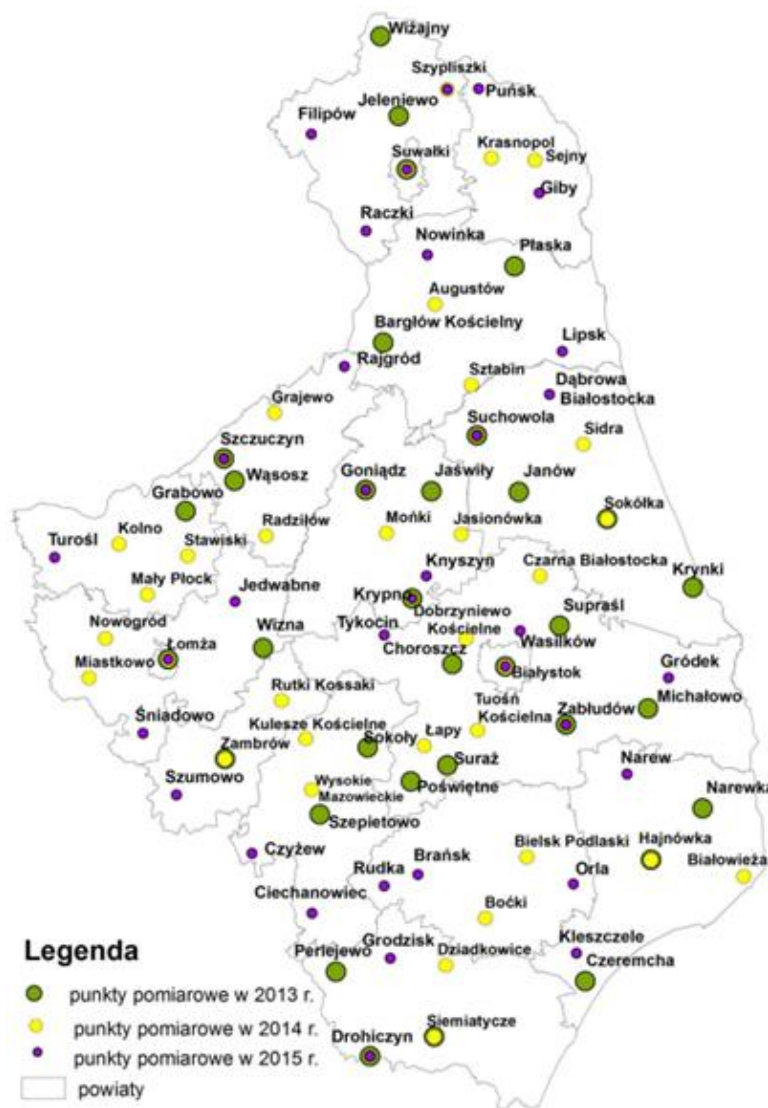 Wiżajny
Szypliszki
Puńsk
Jeleniewo
Filipów
Krasnopol
Sejny
Suwałki
Giby
Raczki
Nowinka
Płaska
Augustów
Bargłów Kościelny
Lipsk
Rajgród
Sztabin
Dąbrowa
Białostocka
Grajewo
Suchowola
Sidra
Szczuczyn
Goniądz
Jaświły
Janów
Wąsosz
Grabowo
Sokółka
Turośl
Kolno
Radziłów
Mońki
Jasionówka
Stawiski
Knyszyn
Czarna Białostocka
Krynki
Mały Płock
Jedwabne
Krypno
Dobrzyniewo
Kościelne
Supraśl
Nowogród
Wizna
Tykocin
Wasilków
Łomża
Choroszcz
Białystok
Gródek
Miastkowo
Rutki Kossaki
Tuośń
Kościelna
Zabłudów
Michałowo
Śniadowo
Kulesze Kościelne
Sokoły
Łapy
Zambrów
Suraż
Narew
Szumowo
Wysokie
Mazowieckie
Poświętne
Narewka
Szepietowo
Czyżew
Rudka
Brańsk
Bielsk Podlaski
Hajnówka
Orla
Białowieża
Ciechanowiec
Boćki
Kleszczele
Perlejewo
Grodzisk
Dziadkowice
Czeremcha
Drohiczyn
Siemiatycze
Legenda
punkty pomiarowe w 2013 r.
punkty pomiarowe w 2014 r.
punkty pomiarowe w 2015 r.
powiaty